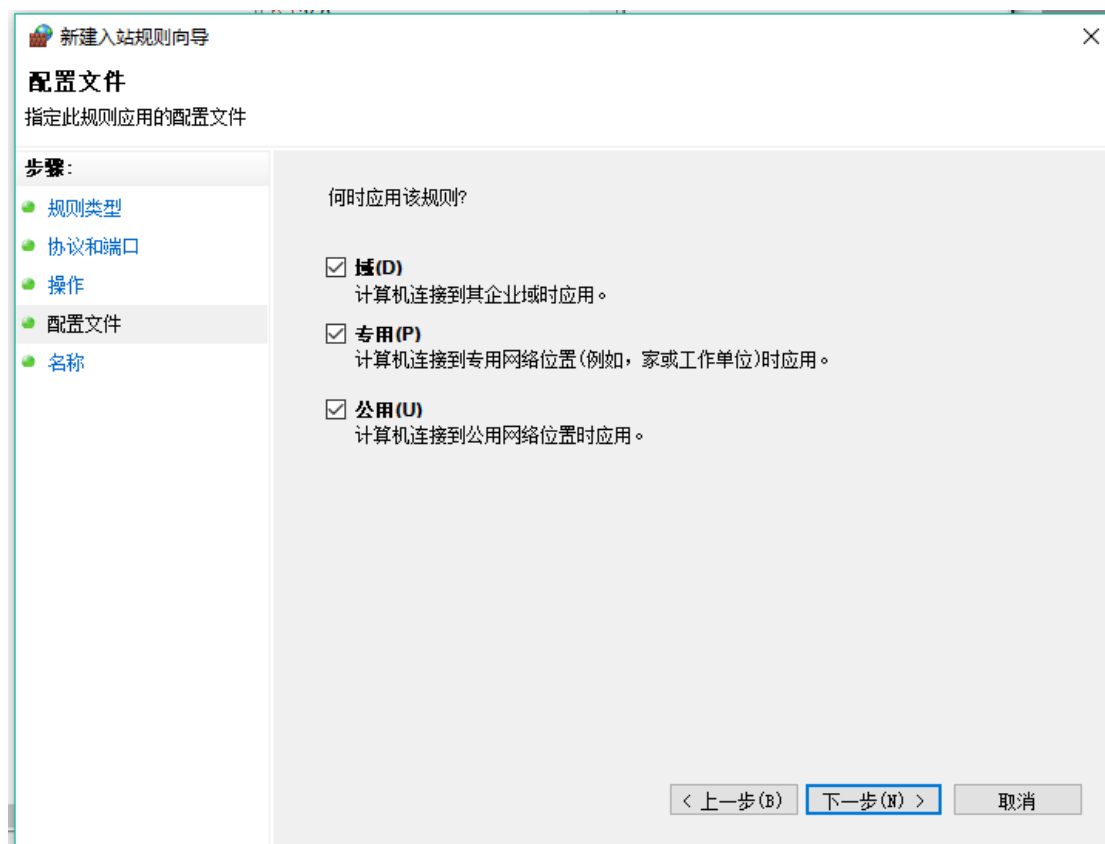 新建入站规则向导
配置文件
指定此规则应用的配置文件
步骤:
规则类型
协议和端口
操作
配置文件
名称
何时应用该规则?
域(D)
计算机连接到其企业域时应用。
专用(P)
计算机连接到专用网络位置(例如，家或工作单位)时应用。
公用(U)
计算机连接到公用网络位置时应用。
< 上一步(B) 下一步(N) > 取消